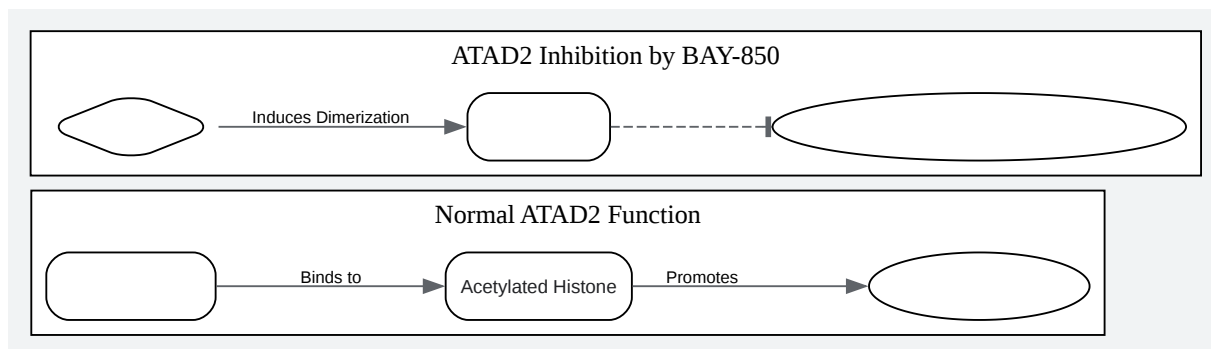 ATAD2 Inhibition by BAY-850
Induces Dimerization
Normal ATAD2 Function
Binds to
Acetylated Histone
Promotes